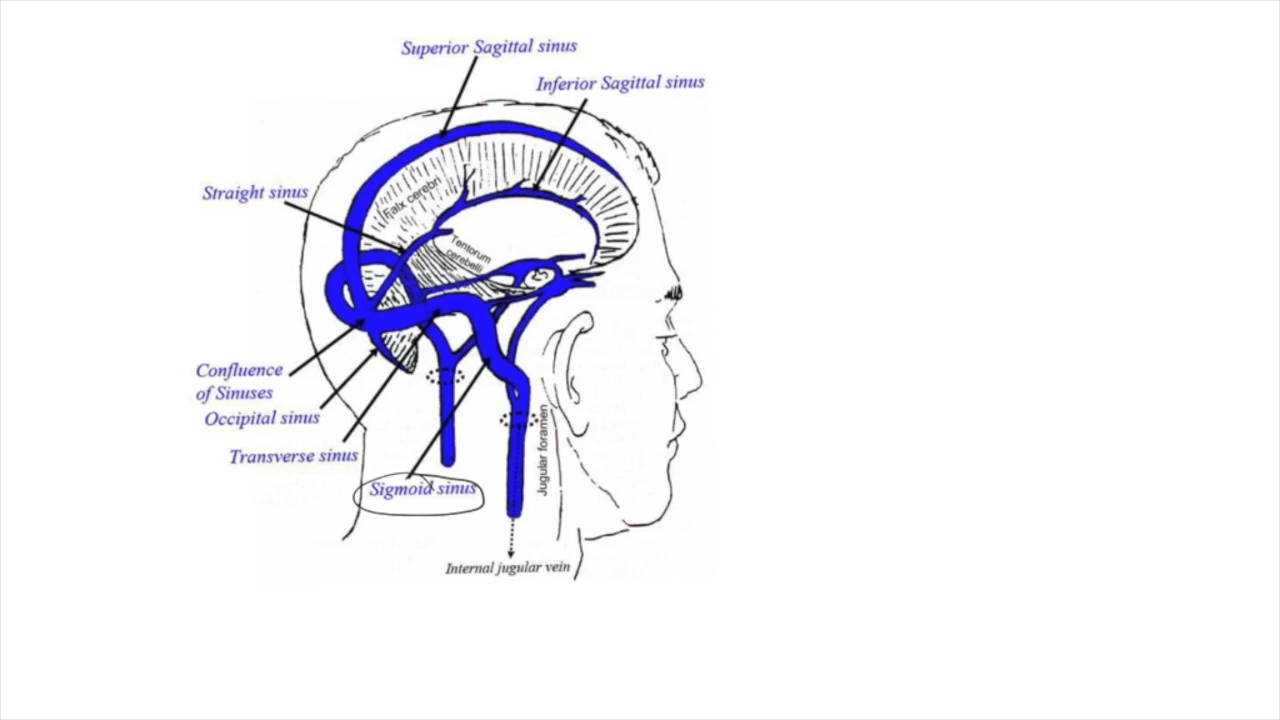 Superior Sagittal sinus
Inferior Sagittal sinus
Straight sinus
Falx cerebri
Tentorum
cerebelli
Confluence
of Sinuses
Occipital sinus
Transverse sinus
Sigmoid sinus
Jugular foramen
Internal jugular vein